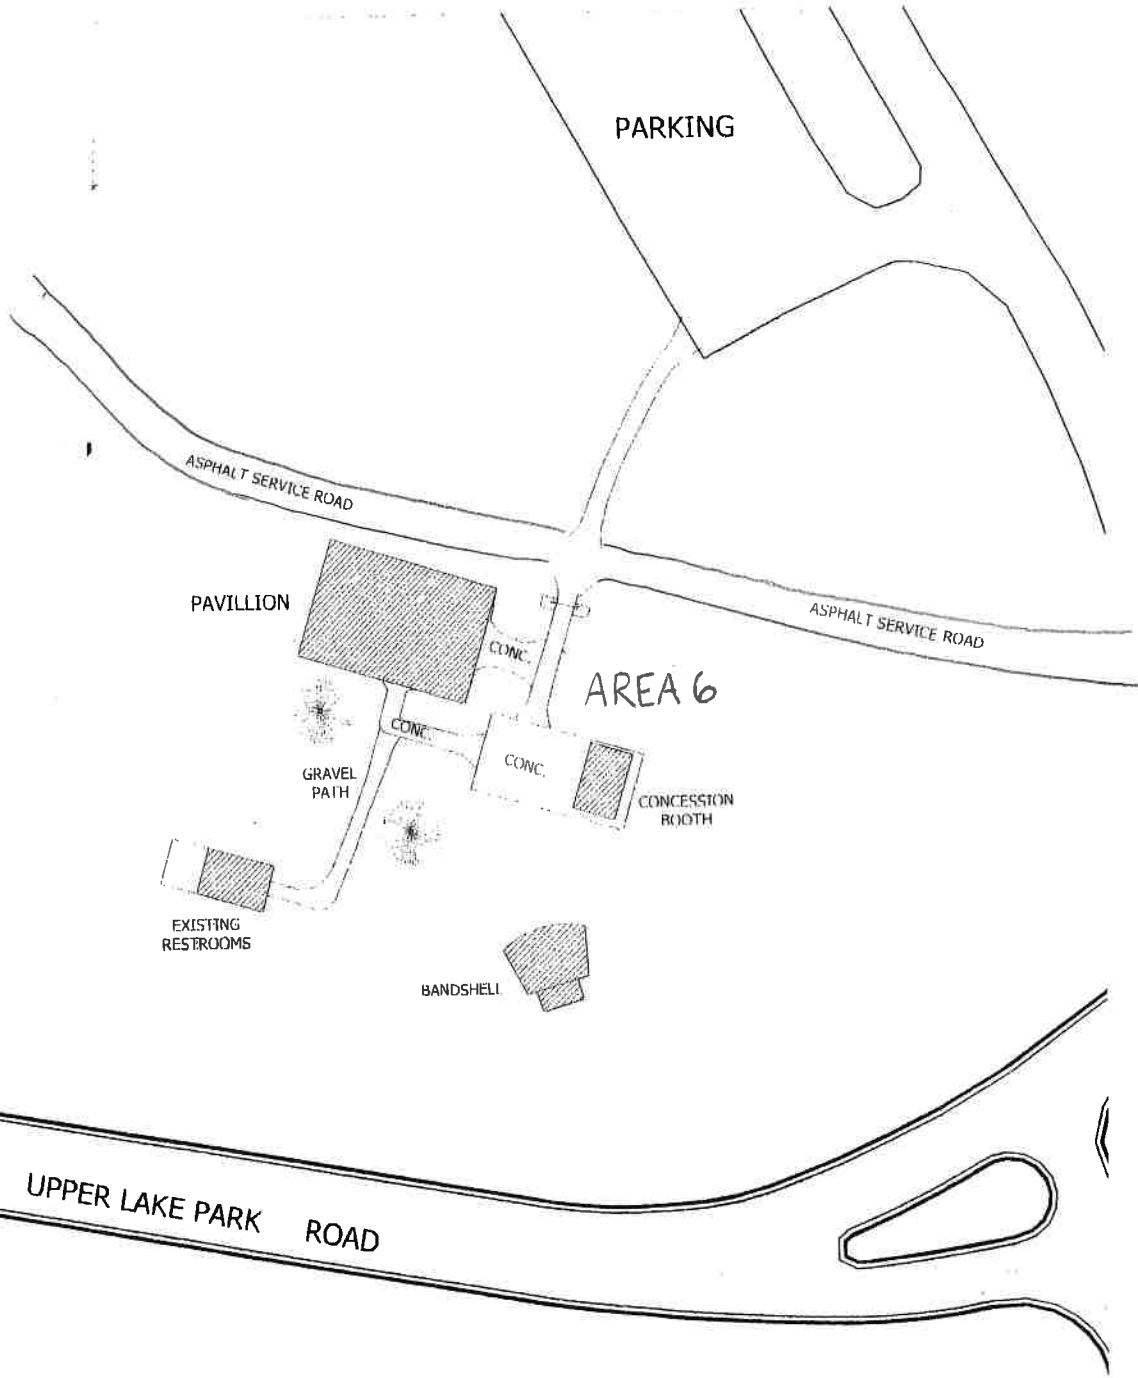 PARKING
ASPHALT SERVICE ROAD
PAVILLION
ASPHALT SERVICE ROAD
CONC.
AREA 6
CONC.
CONC.
GRAVEL
PATH
CONCESSION
BOOTH
EXISTING
RESTROOMS
BANDSHELL
UPPER LAKE PARK ROAD